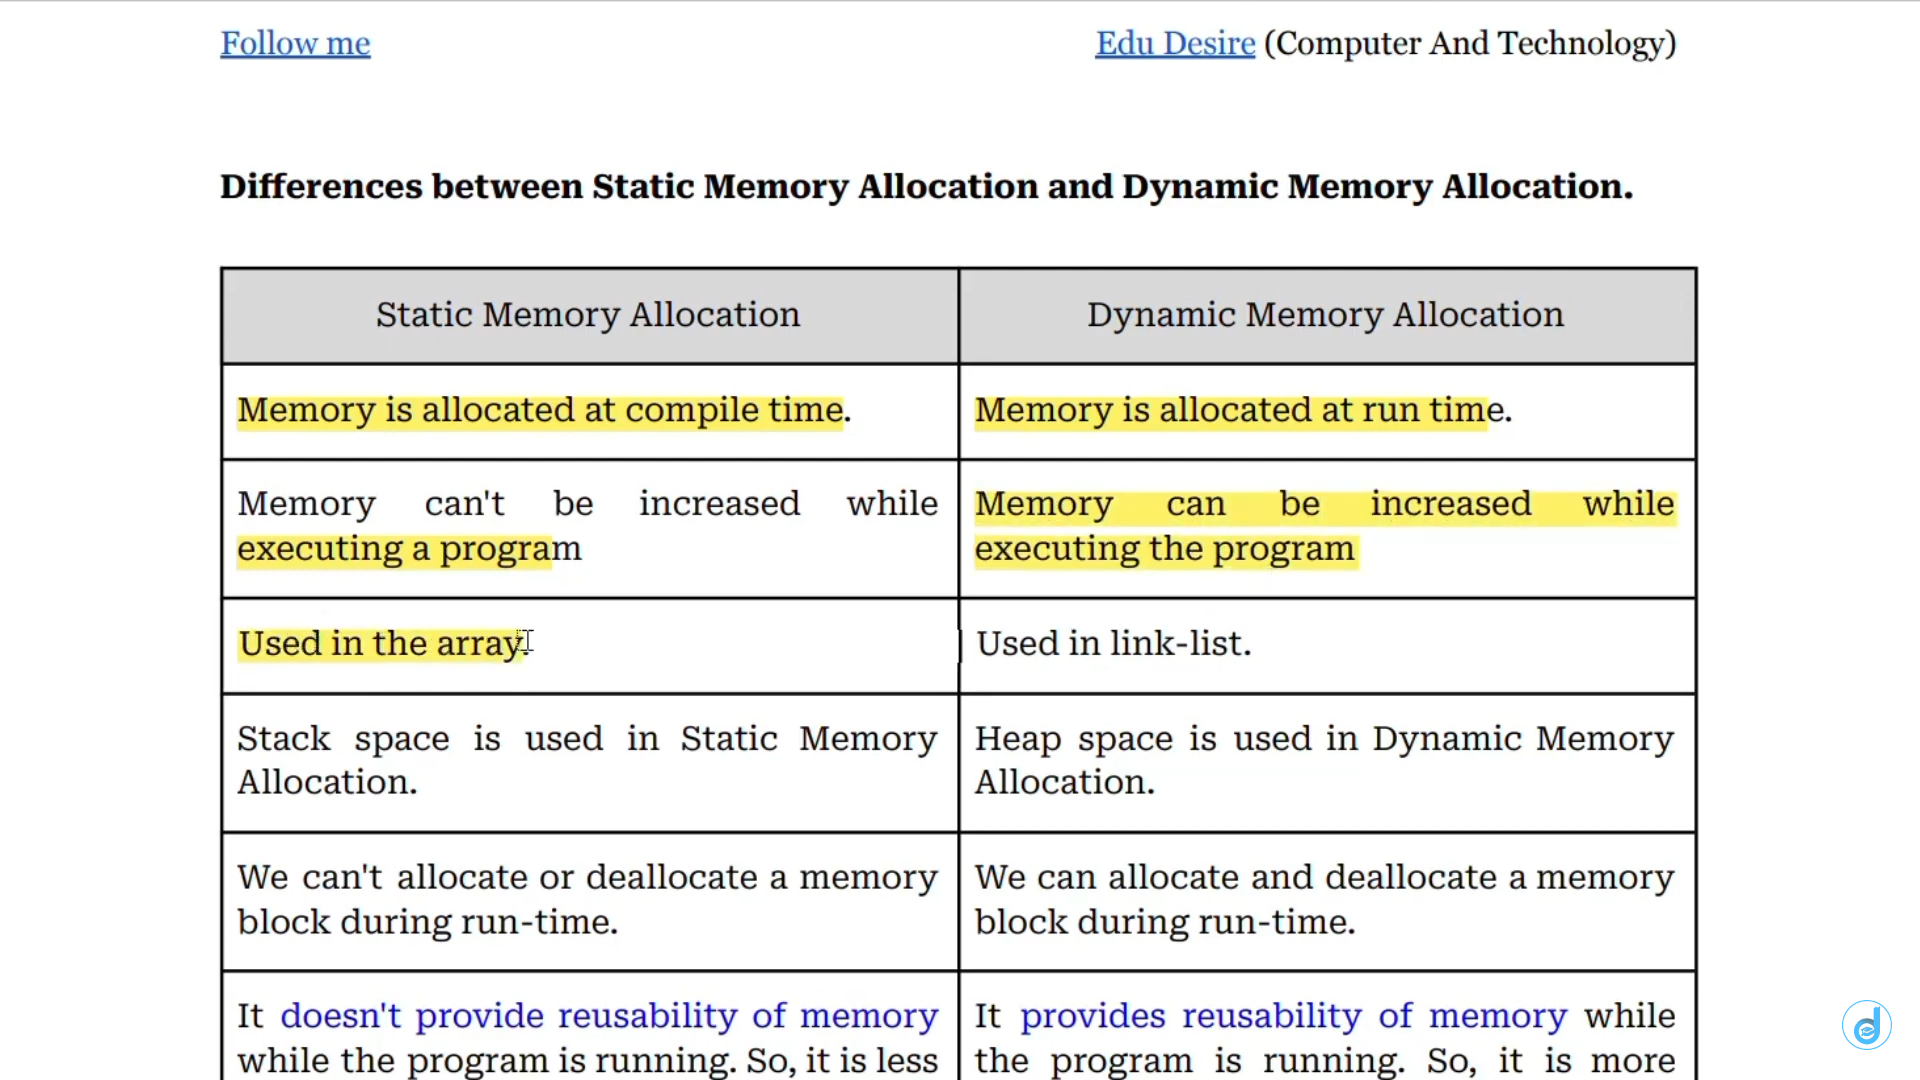 Follow me
Edu Desire (Computer And Technology)
Differences between Static Memory Allocation and Dynamic Memory Allocation.
Static Memory Allocation
Dynamic Memory Allocation
Memory is allocated at compile time.
Memory is allocated at run time.
Memory can't be increased while
executing a program
Memory can be increased while
executing the program
Used in the array.
Used in link-list.
Stack space is used in Static Memory
Allocation.
Heap space is used in Dynamic Memory
Allocation.
We can't allocate or deallocate a memory
block during run-time.
We can allocate and deallocate a memory
block during run-time.
It doesn't provide reusability of memory
while the program is running. So, it is less
It provides reusability of memory while
the program is running. So, it is more